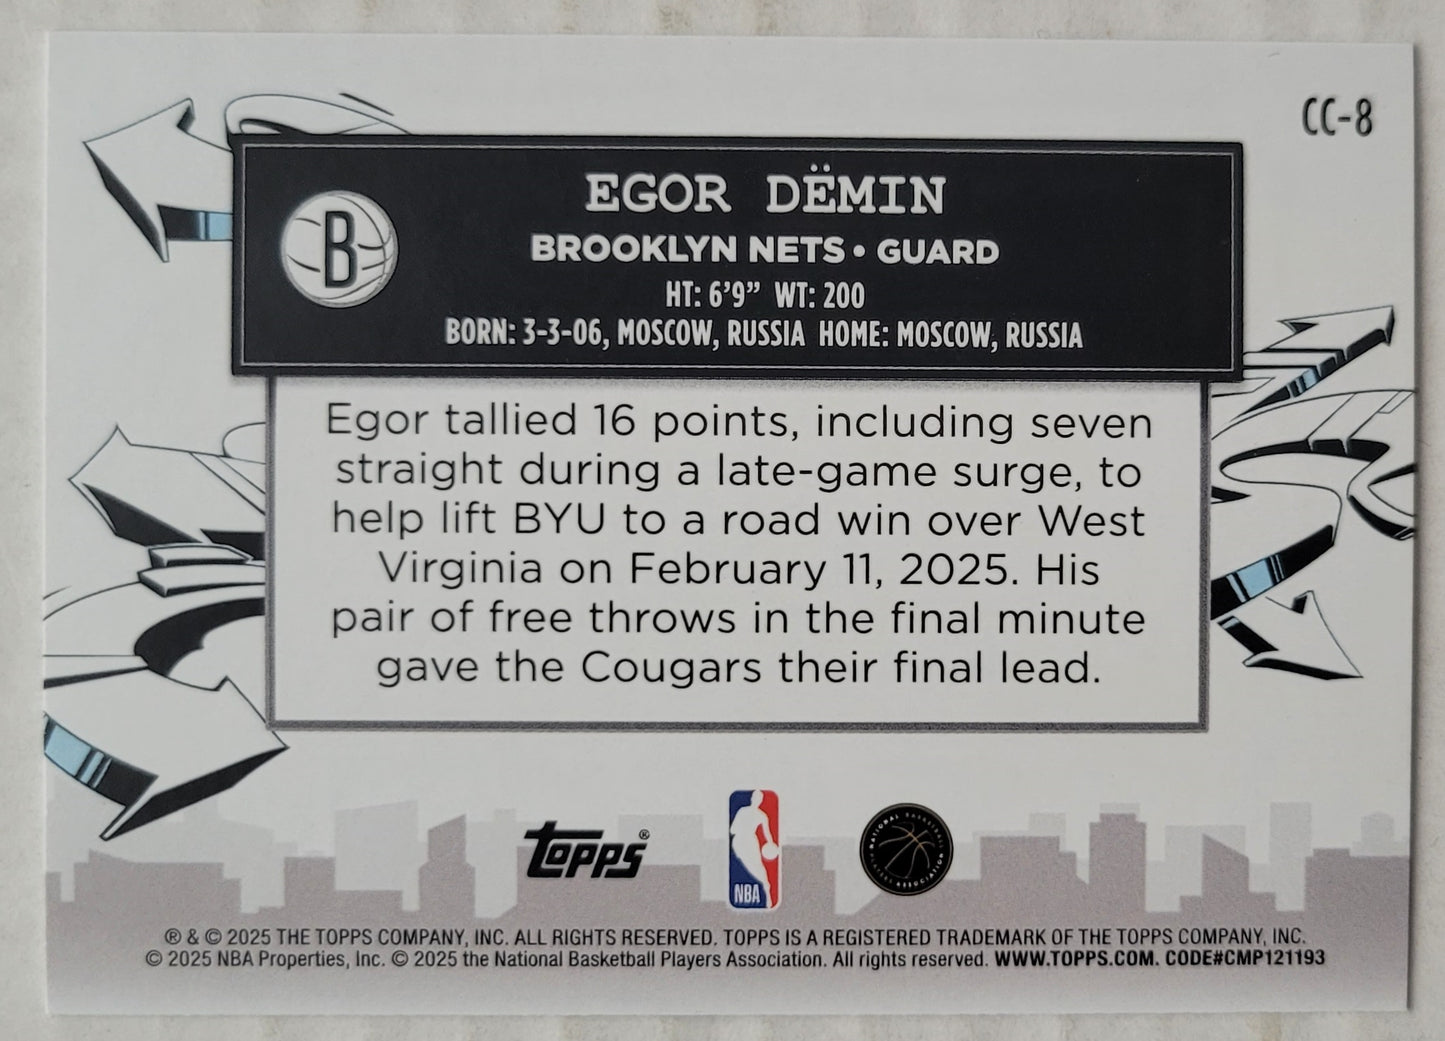 CC-8
EGOR DËMIN
BROOKLYN NETS • GUARD
HT: 6'9” WT: 200
BORN: 3-3-06, MOSCOW, RUSSIA HOME: MOSCOW, RUSSIA
B
Egor tallied 16 points, including seven
straight during a late-game surge, to
help lift BYU to a road win over West
Virginia on February 11, 2025. His
pair of free throws in the final minute
gave the Cougars their final lead.
topps®
NBA
NATIONAL BASKETBALL PLAYERS ASSOCIATION
® & © 2025 THE TOPPS COMPANY, INC. ALL RIGHTS RESERVED. TOPPS IS A REGISTERED TRADEMARK OF THE TOPPS COMPANY, INC.
© 2025 NBA Properties, Inc. © 2025 the National Basketball Players Association. All rights reserved. WWW.TOPPS.COM. CODE#CMP121193